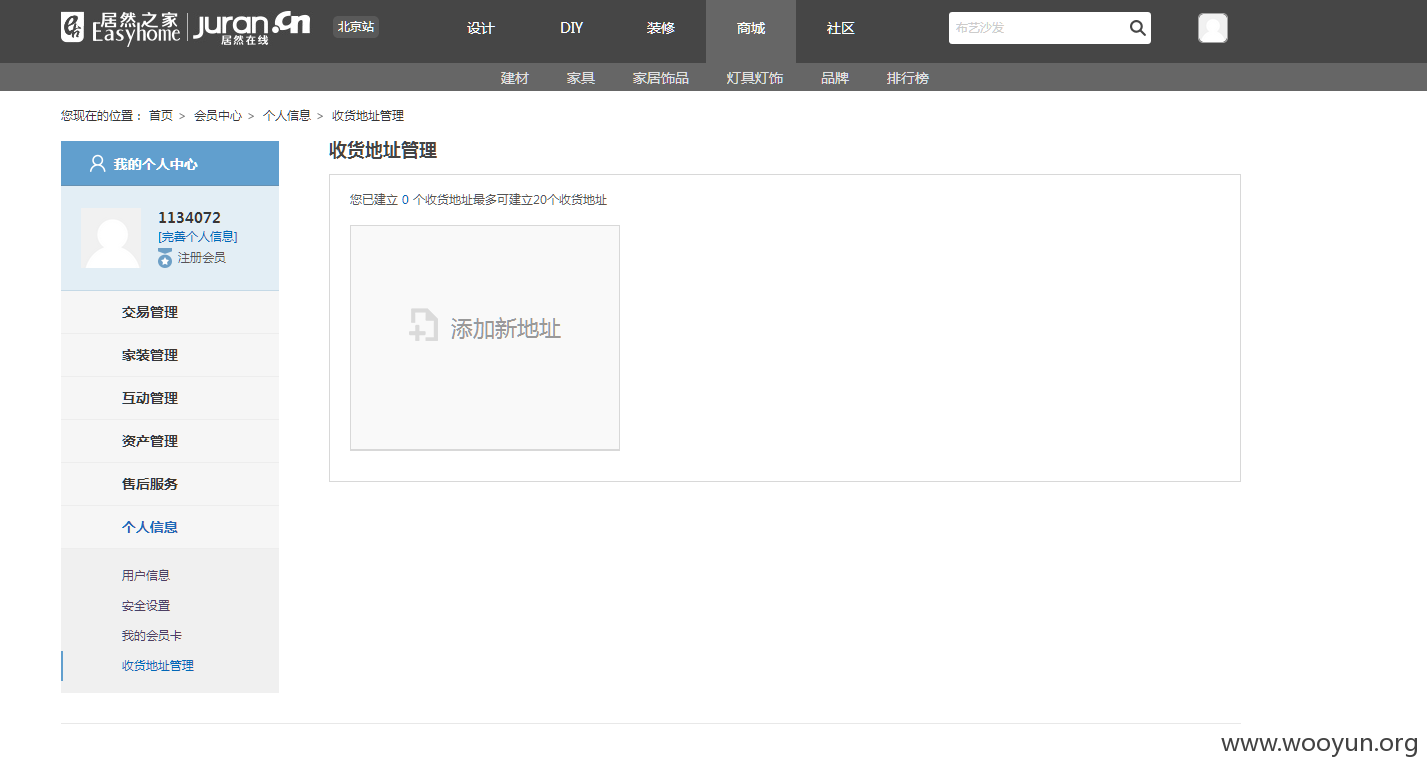 居然之家 Easyhome juran.cn 居然在线 北京站 设计 DIY 装修 商城 社区 布艺沙发
建材 家具 家居饰品 灯具灯饰 品牌 排行榜
您现在的位置： 首页 > 会员中心 > 个人信息 > 收货地址管理
我的个人中心
1134072
[完善个人信息]
注册会员
交易管理
家装管理
互动管理
资产管理
售后服务
个人信息
用户信息
安全设置
我的会员卡
收货地址管理
收货地址管理
您已建立 0 个收货地址最多可建立20个收货地址
添加新地址
www.wooyun.org